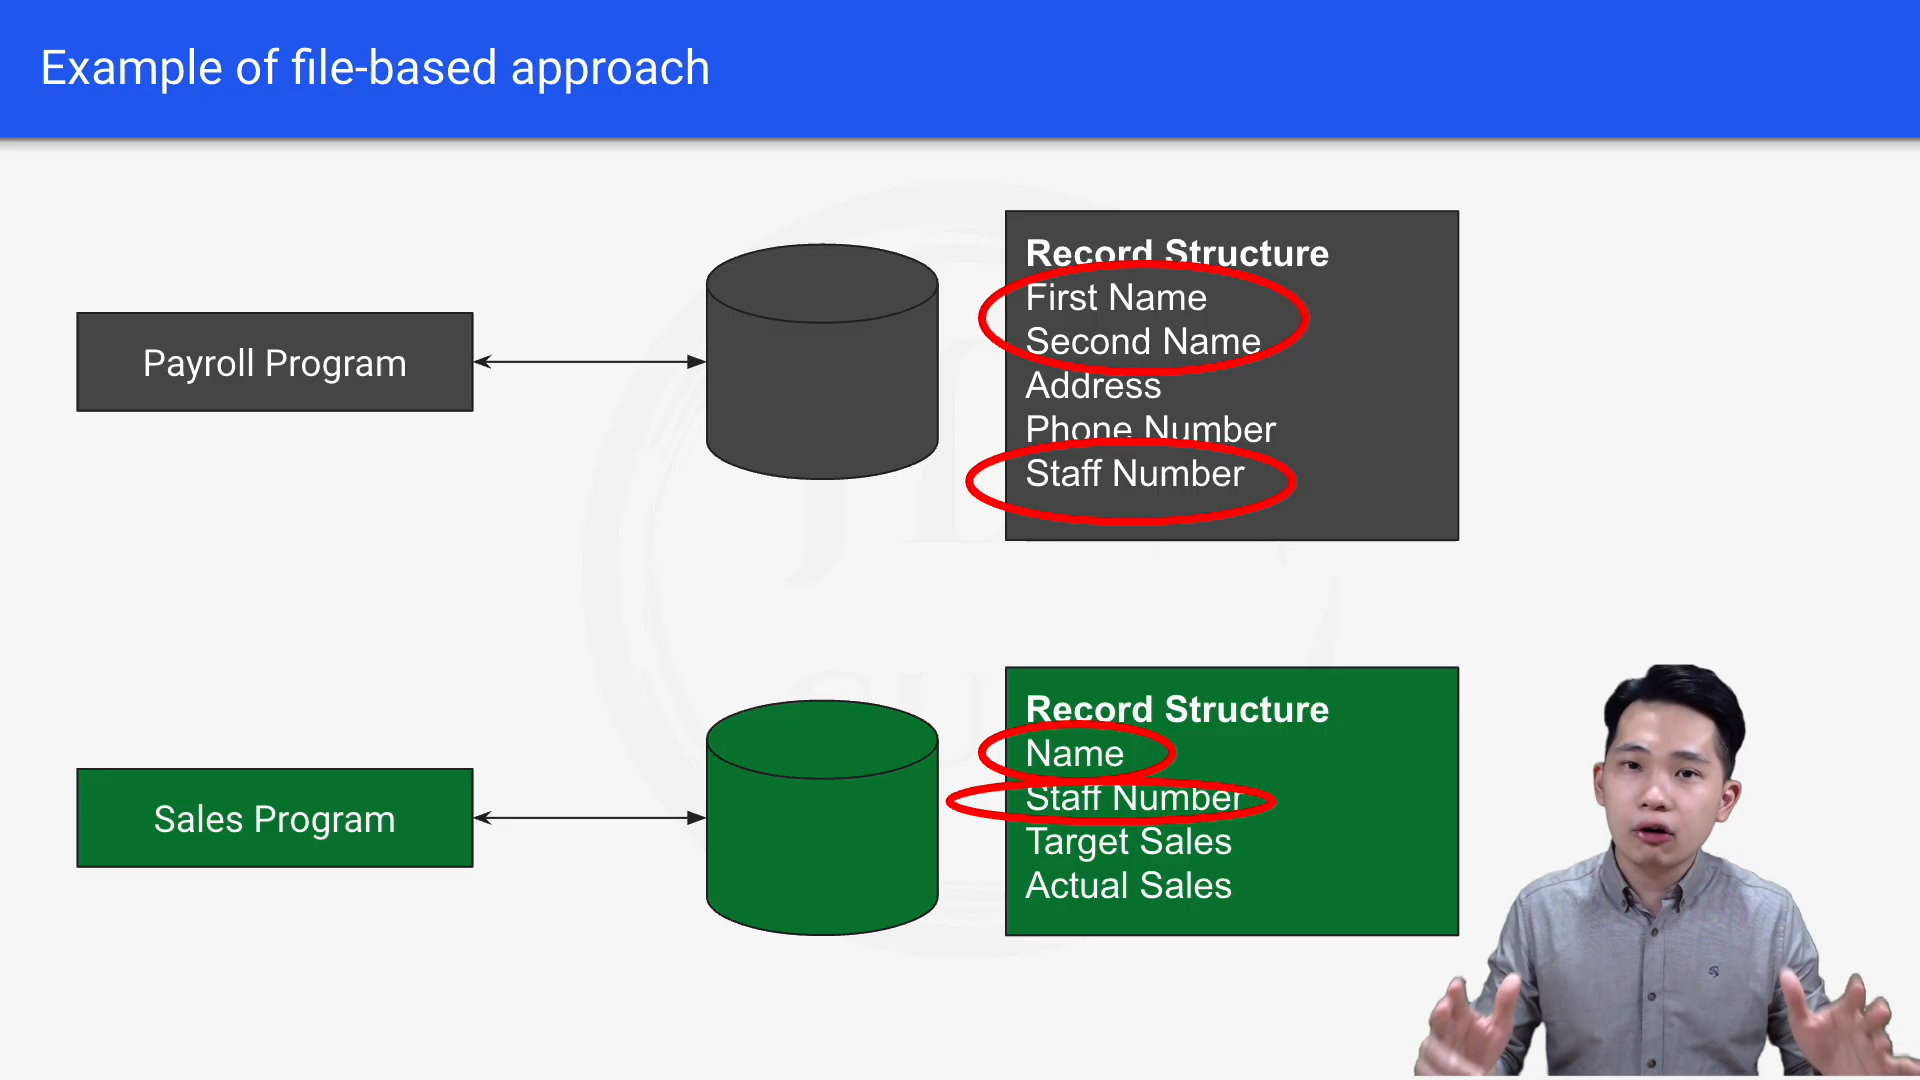 Example of file-based approach
Payroll Program
Record Structure
First Name
Second Name
Address
Phone Number
Staff Number
Sales Program
Record Structure
Name
Staff Number
Target Sales
Actual Sales